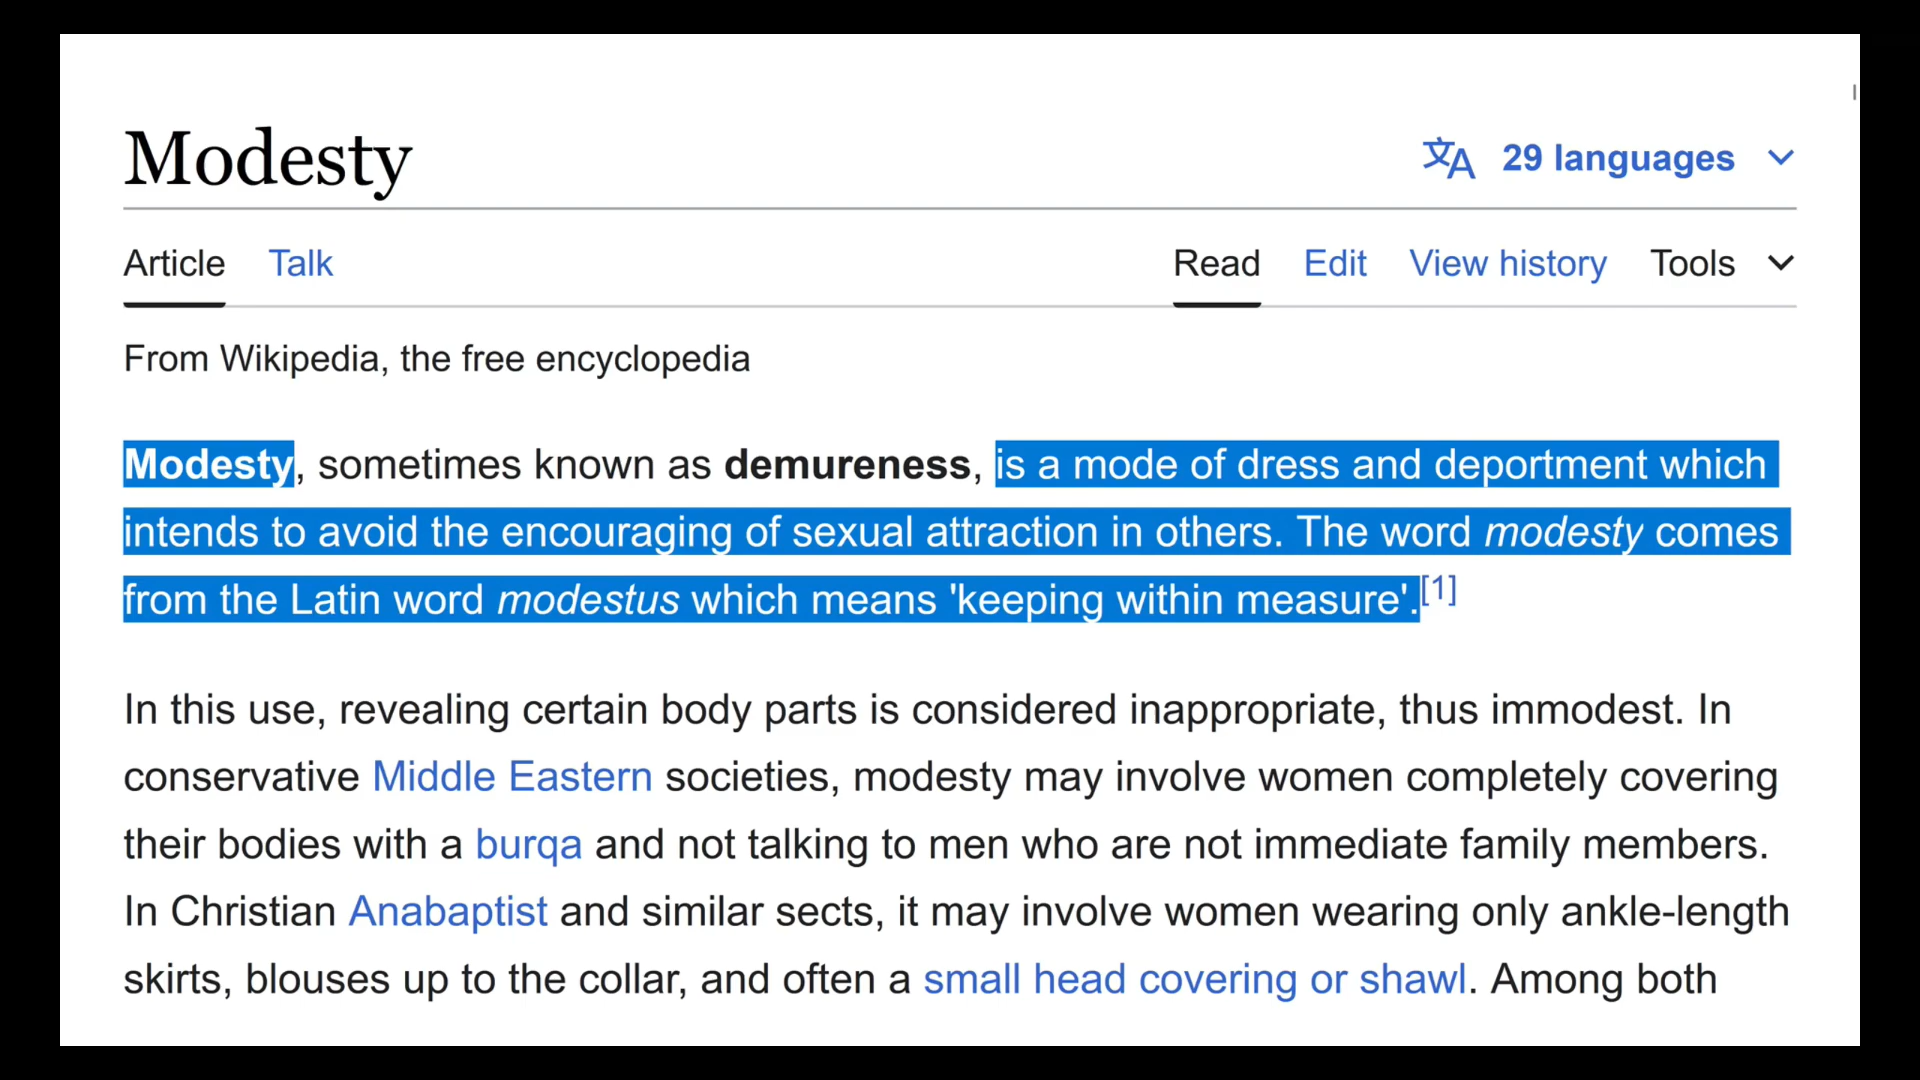 Modesty
29 languages
Article Talk Read Edit View history Tools
From Wikipedia, the free encyclopedia
Modesty, sometimes known as demureness, is a mode of dress and deportment which
intends to avoid the encouraging of sexual attraction in others. The word modesty comes
from the Latin word modestus which means 'keeping within measure'.[1]
In this use, revealing certain body parts is considered inappropriate, thus immodest. In
conservative Middle Eastern societies, modesty may involve women completely covering
their bodies with a burqa and not talking to men who are not immediate family members.
In Christian Anabaptist and similar sects, it may involve women wearing only ankle-length
skirts, blouses up to the collar, and often a small head covering or shawl. Among both